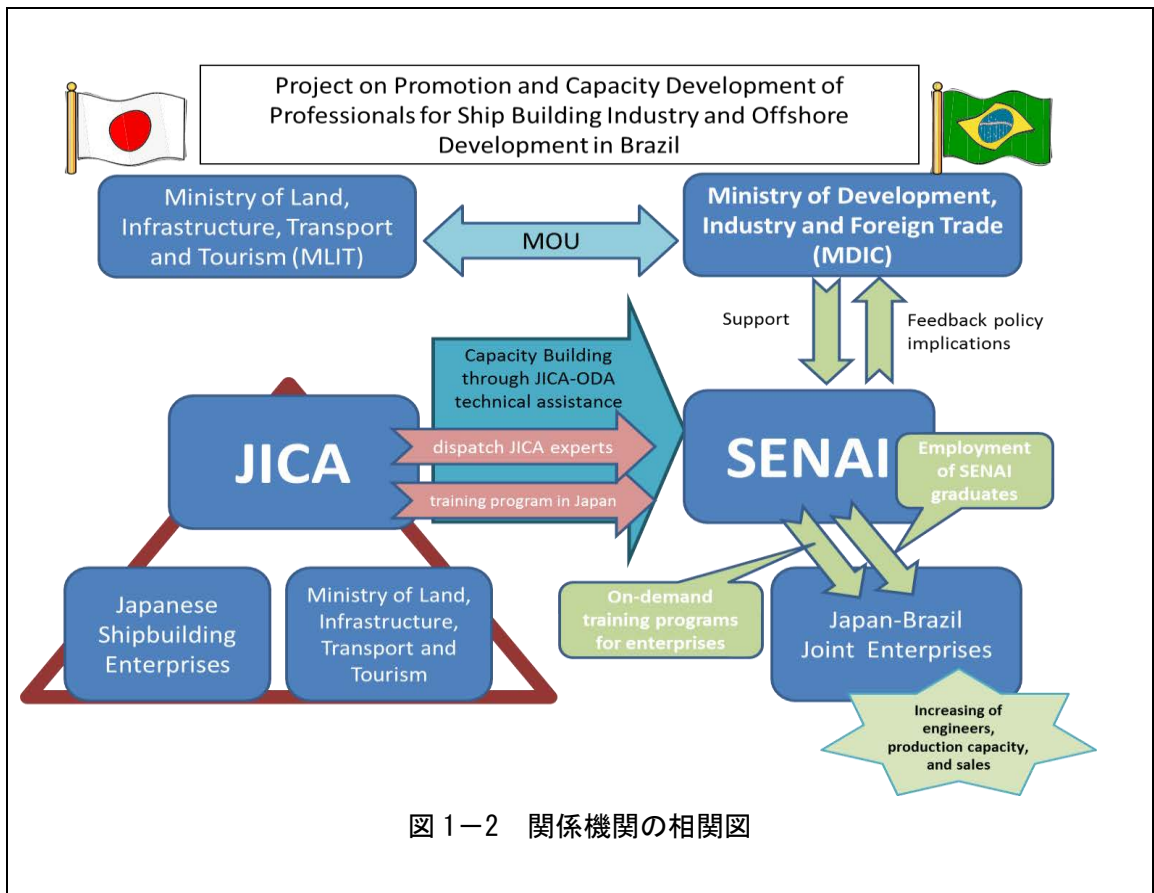 Project on Promotion and Capacity Development of
Professionals for Ship Building Industry and Offshore
Development in Brazil
Ministry of Land,
Infrastructure, Transport
and Tourism (MLIT)
MOU
Ministry of Development,
Industry and Foreign Trade
(MDIC)
Support
Feedback policy
implications
Capacity Building
through JICA-ODA
technical assistance
JICA
dispatch JICA experts
training program in Japan
SENAI
Employment
of SENAI
graduates
Japanese
Shipbuilding
Enterprises
Ministry of Land,
Infrastructure,
Transport and
Tourism
On-demand
training programs
for enterprises
Japan-Brazil
Joint Enterprises
Increasing of
engineers,
production capacity,
and sales
図 1－2　関係機関の相関図